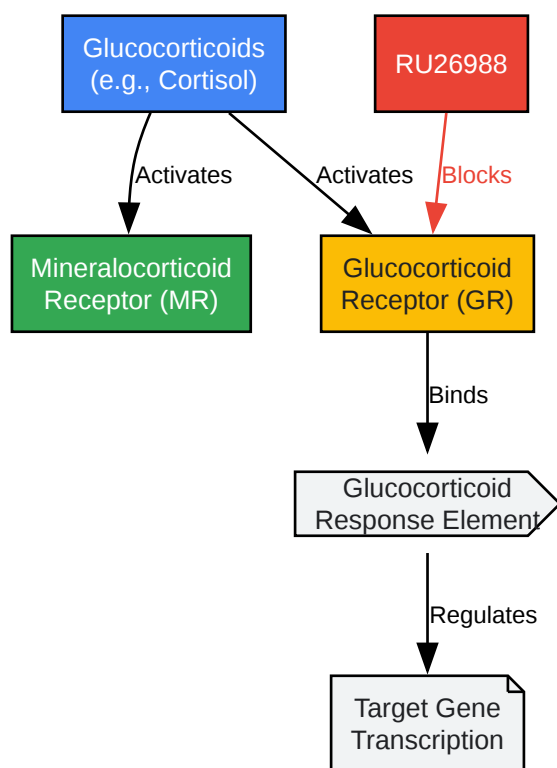 Glucocorticoids
(e.g., Cortisol)
RU26988
Activates
Activates
Blocks
Mineralocorticoid
Receptor (MR)
Glucocorticoid
Receptor (GR)
Binds
Glucocorticoid
Response Element
Regulates
Target Gene
Transcription